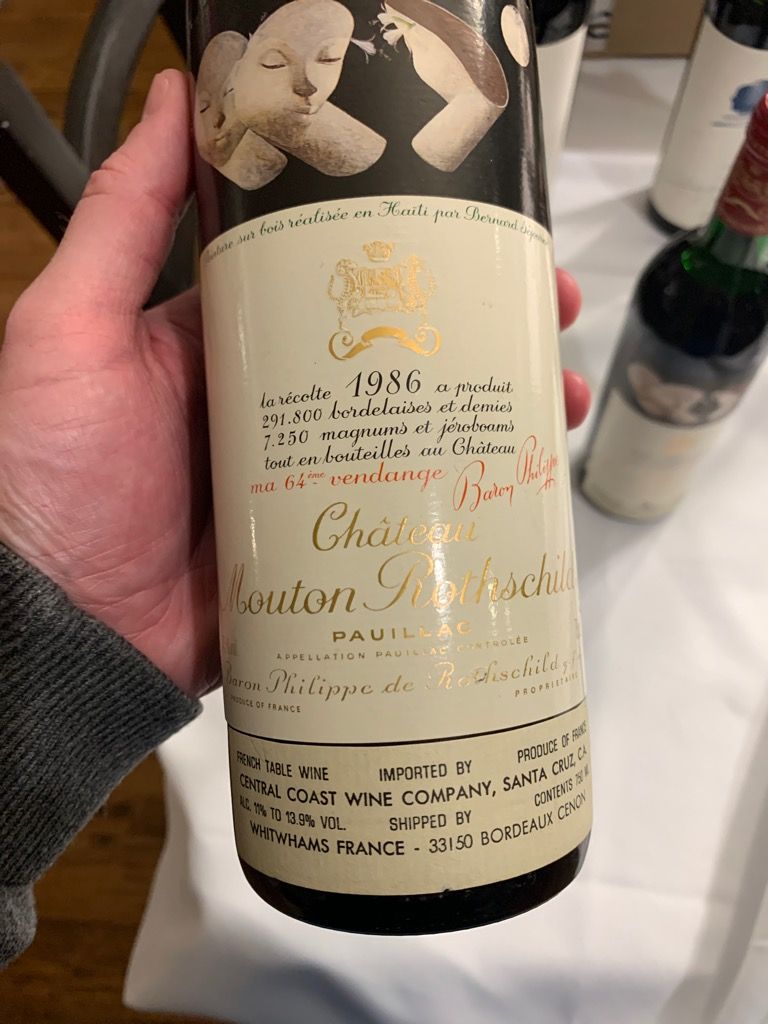 Peinture sur bois réalisée en Haïti par Bernard Séjourné
la récolte 1986 a produit
291.800 bordelaises et demies
7.250 magnums et jéroboams
tout en bouteilles au Château
ma 64ème vendange Baron Philippe
Château
Mouton Rothschild
PAUILLAC
APPELLATION PAUILLAC CONTROLÉE
Baron Philippe de Rothschild g.f.a.
PROPRIETAIRE
PRODUCE OF FRANCE
FRENCH TABLE WINE IMPORTED BY PRODUCE OF FRANCE
CENTRAL COAST WINE COMPANY, SANTA CRUZ, CA.
ALC. 11% TO 13.9% VOL. SHIPPED BY CONTENTS 750 ML
WHITWHAMS FRANCE - 33150 BORDEAUX CENON